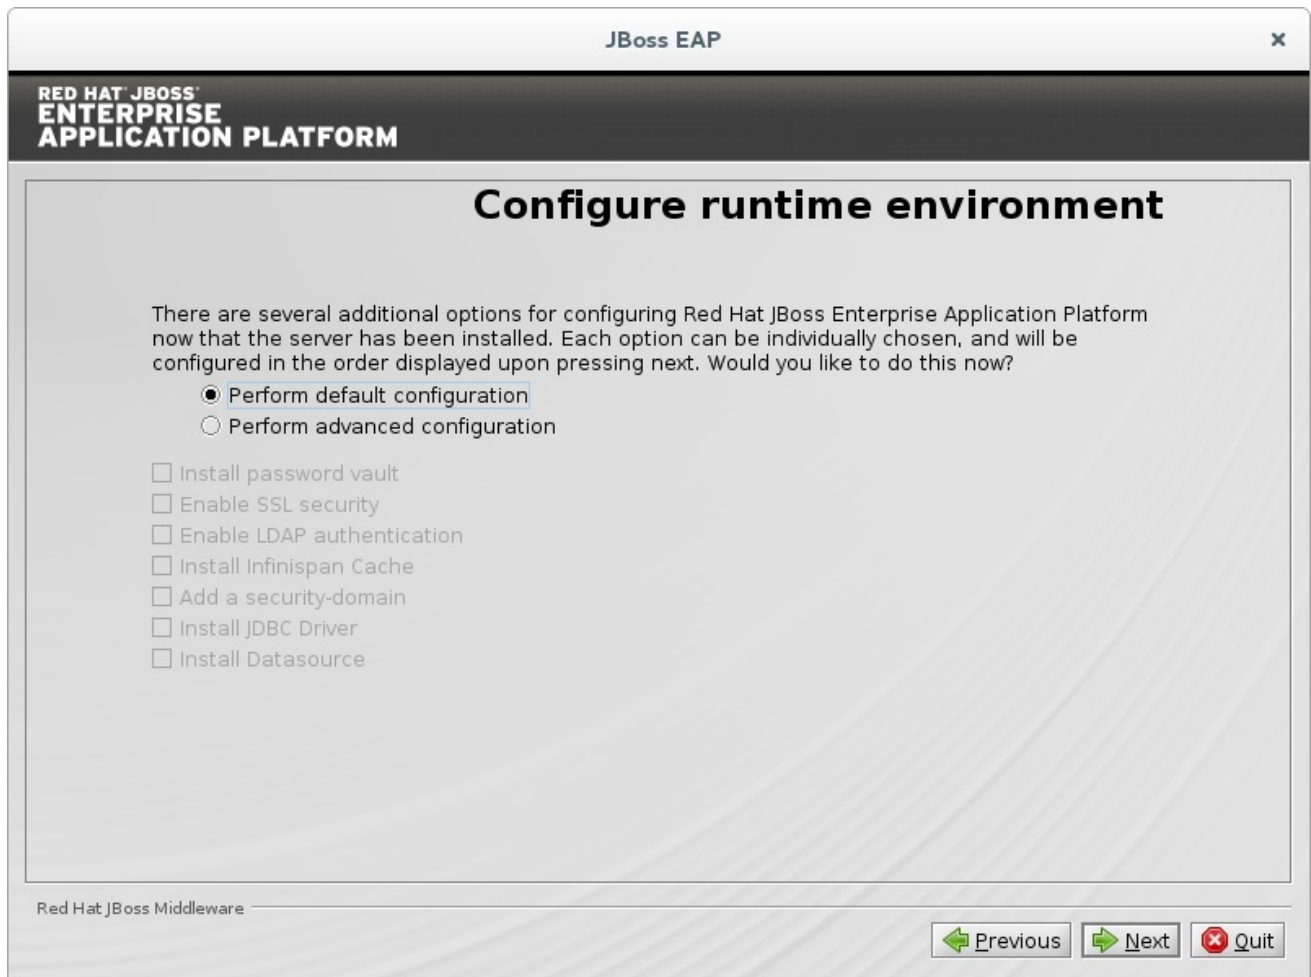 JBoss EAP
RED HAT JBOSS
ENTERPRISE
APPLICATION PLATFORM
Configure runtime environment
There are several additional options for configuring Red Hat JBoss Enterprise Application Platform
now that the server has been installed. Each option can be individually chosen, and will be
configured in the order displayed upon pressing next. Would you like to do this now?
Perform default configuration
Perform advanced configuration
Install password vault
Enable SSL security
Enable LDAP authentication
Install Infinispan Cache
Add a security-domain
Install JDBC Driver
Install Datasource
Red Hat JBoss Middleware
Previous Next Quit